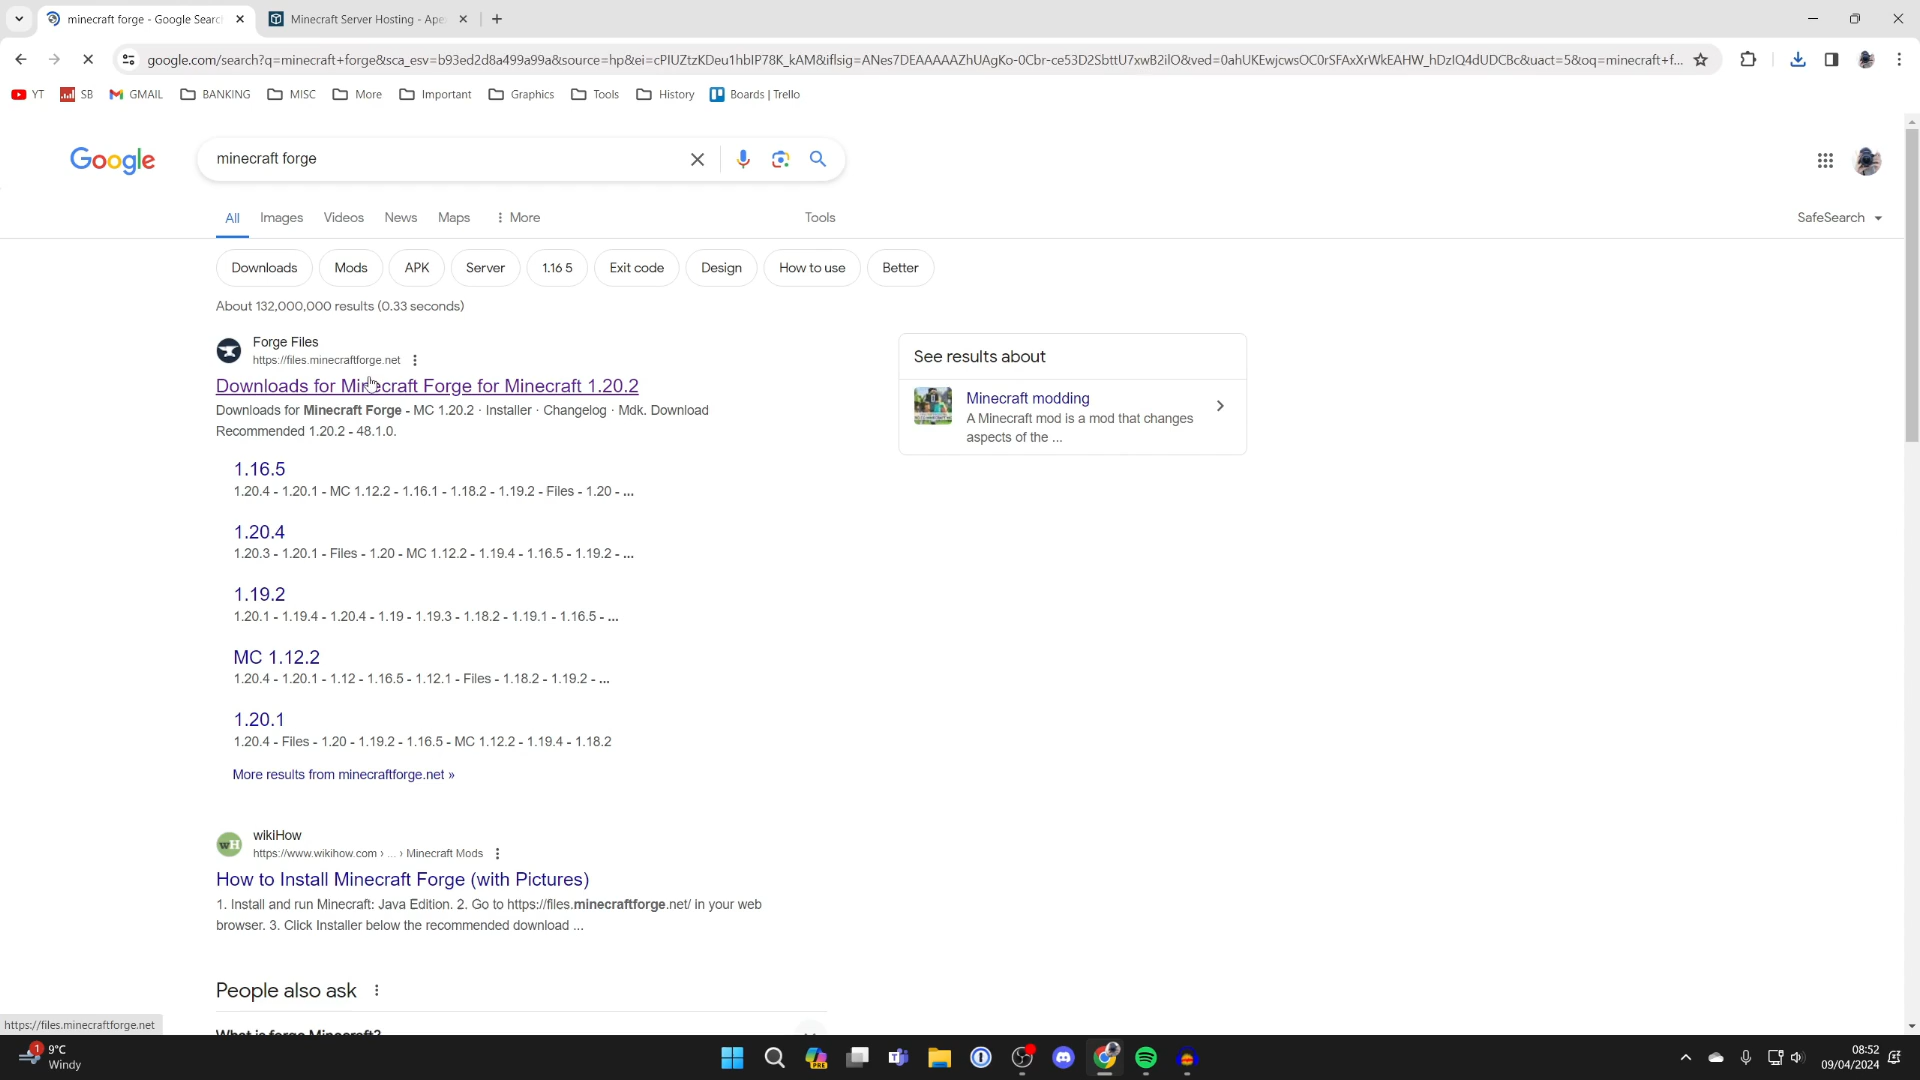 minecraft forge - Google Searc
Minecraft Server Hosting - Ape
google.com/search?q=minecraft+forge&sca_esv=b93ed2d8a499a99a&source=hp&ei=cPIUZtzKDeu1hbIP78K_kAM&iflsig=ANes7DEAAAAAZhUAgKo-0Cbr-ce53D2SbttU7xwB2ilO&ved=0ahUKEwjcwsOC0rSFAxXrWkEAHW_hDzIQ4dUDCBc&uact=5&oq=minecraft+f...
YT SB GMAIL BANKING MISC More Important Graphics Tools History Boards | Trello
Google minecraft forge
All Images Videos News Maps More Tools SafeSearch
Downloads Mods APK Server 1.16 5 Exit code Design How to use Better
About 132,000,000 results (0.33 seconds)
Forge Files
https://files.minecraftforge.net
Downloads for Minecraft Forge for Minecraft 1.20.2
Downloads for Minecraft Forge - MC 1.20.2 · Installer · Changelog · Mdk. Download
Recommended 1.20.2 - 48.1.0.
1.16.5
1.20.4 - 1.20.1 - MC 1.12.2 - 1.16.1 - 1.18.2 - 1.19.2 - Files - 1.20 - ...
1.20.4
1.20.3 - 1.20.1 - Files - 1.20 - MC 1.12.2 - 1.19.4 - 1.16.5 - 1.19.2 - ...
1.19.2
1.20.1 - 1.19.4 - 1.20.4 - 1.19 - 1.19.3 - 1.18.2 - 1.19.1 - 1.16.5 - ...
MC 1.12.2
1.20.4 - 1.20.1 - 1.12 - 1.16.5 - 1.12.1 - Files - 1.18.2 - 1.19.2 - ...
1.20.1
1.20.4 - Files - 1.20 - 1.19.2 - 1.16.5 - MC 1.12.2 - 1.19.4 - 1.18.2
More results from minecraftforge.net »
See results about
Minecraft modding
A Minecraft mod is a mod that changes
aspects of the ...
wikiHow
https://www.wikihow.com › ... › Minecraft Mods
How to Install Minecraft Forge (with Pictures)
1. Install and run Minecraft: Java Edition. 2. Go to https://files.minecraftforge.net/ in your web
browser. 3. Click Installer below the recommended download ...
People also ask
What is forge Minecraft?
https://files.minecraftforge.net
1
9°C
Windy
PRE
08:52
09/04/2024